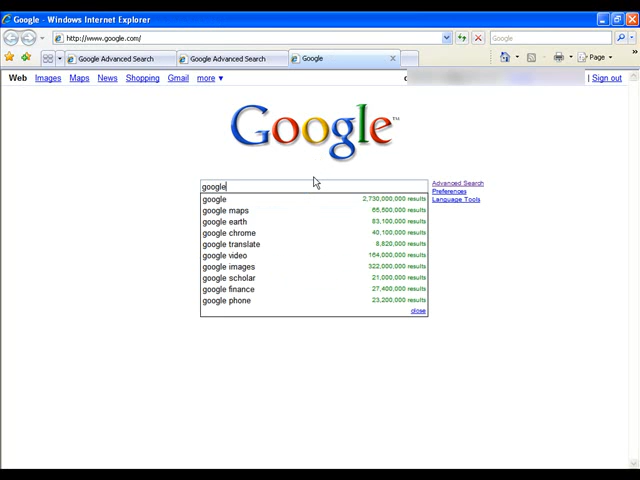 Google - Windows Internet Explorer
http://www.google.com/
Google
Google Advanced Search
Google Advanced Search
Google
Page
Web Images Maps News Shopping Gmail more ▼
| Sign out
Google™
google
Advanced Search
Preferences
Language Tools
google 2,730,000,000 results
google maps 65,500,000 results
google earth 83,100,000 results
google chrome 40,100,000 results
google translate 8,820,000 results
google video 164,000,000 results
google images 322,000,000 results
google scholar 21,000,000 results
google finance 27,400,000 results
google phone 23,200,000 results
close